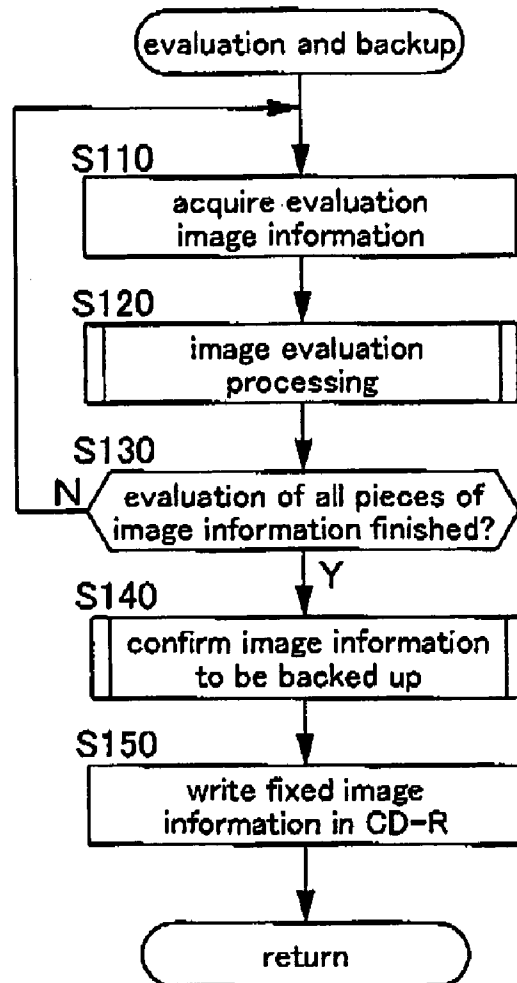 evaluation and backup
S110
acquire evaluation
image information
S120
image evaluation
processing
S130
N
evaluation of all pieces of
image information finished?
Y
S140
confirm image information
to be backed up
S150
write fixed image
information in CD-R
return